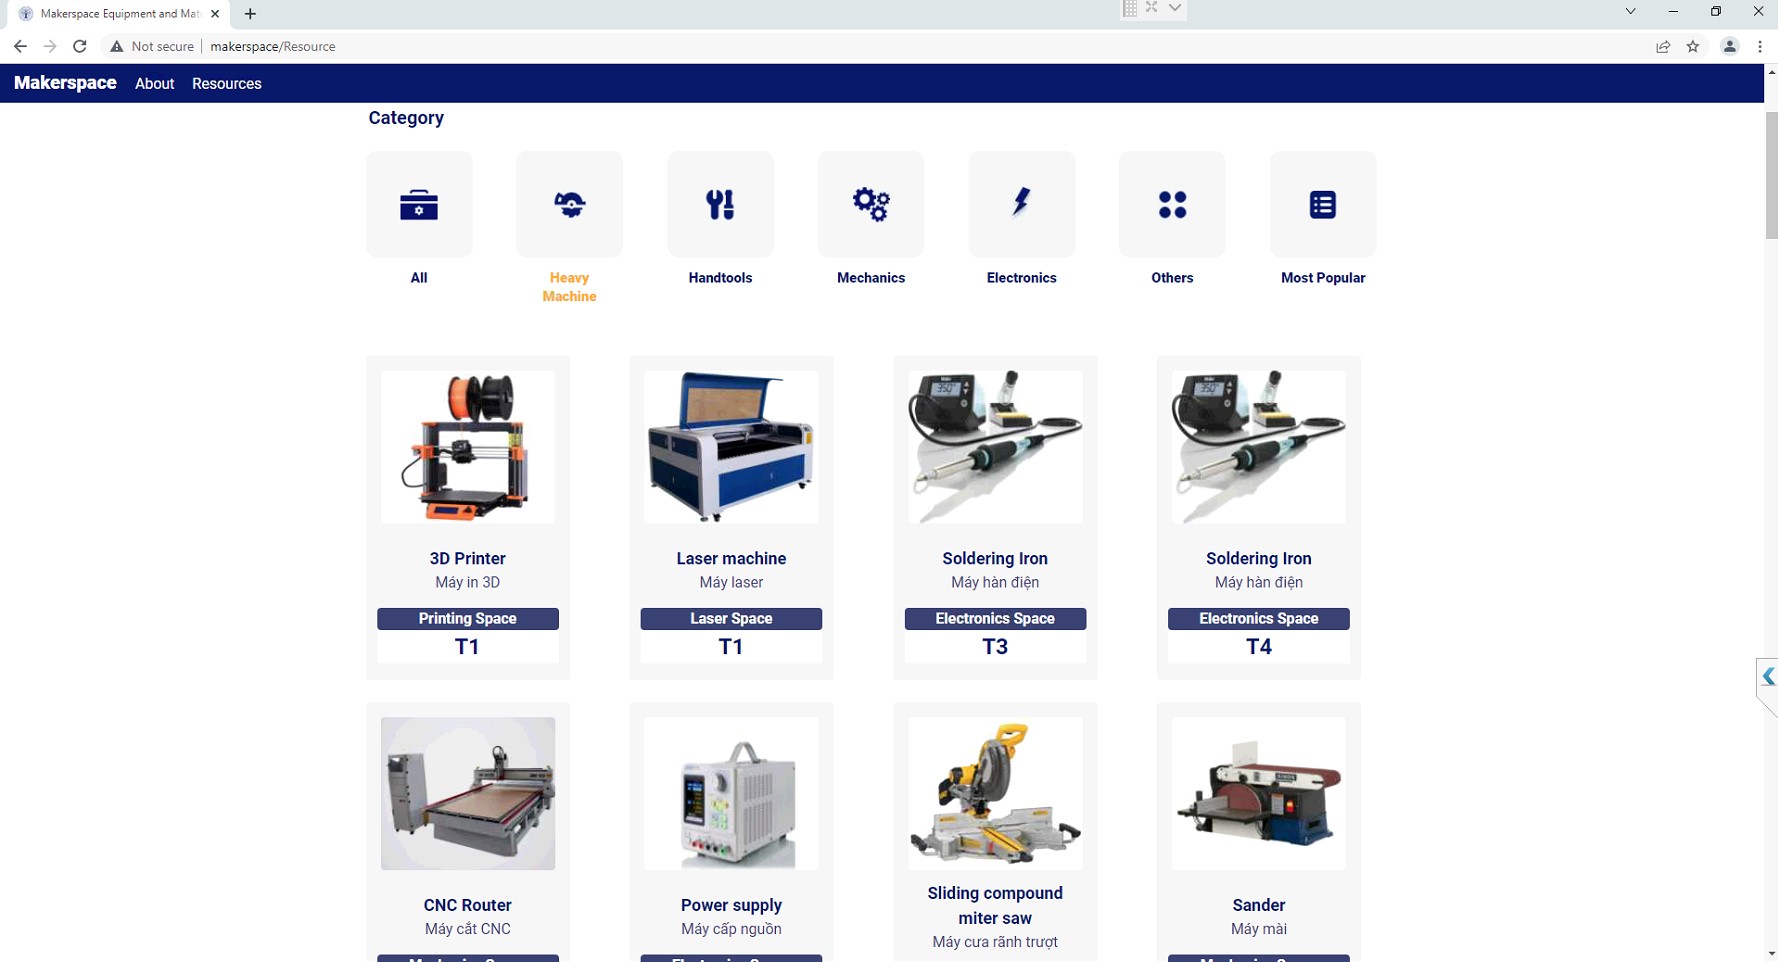 Makerspace Equipment and Mat
Not secure
makerspace/Resource
Makerspace
About
Resources
Category
All
Heavy
Machine
Handtools
Mechanics
Electronics
Others
Most Popular
3D Printer
Máy in 3D
Printing Space
T1
Laser machine
Máy laser
Laser Space
T1
Soldering Iron
Máy hàn điện
Electronics Space
T3
Soldering Iron
Máy hàn điện
Electronics Space
T4
CNC Router
Máy cắt CNC
Power supply
Máy cấp nguồn
Sliding compound
miter saw
Máy cưa rãnh trượt
Sander
Máy mài